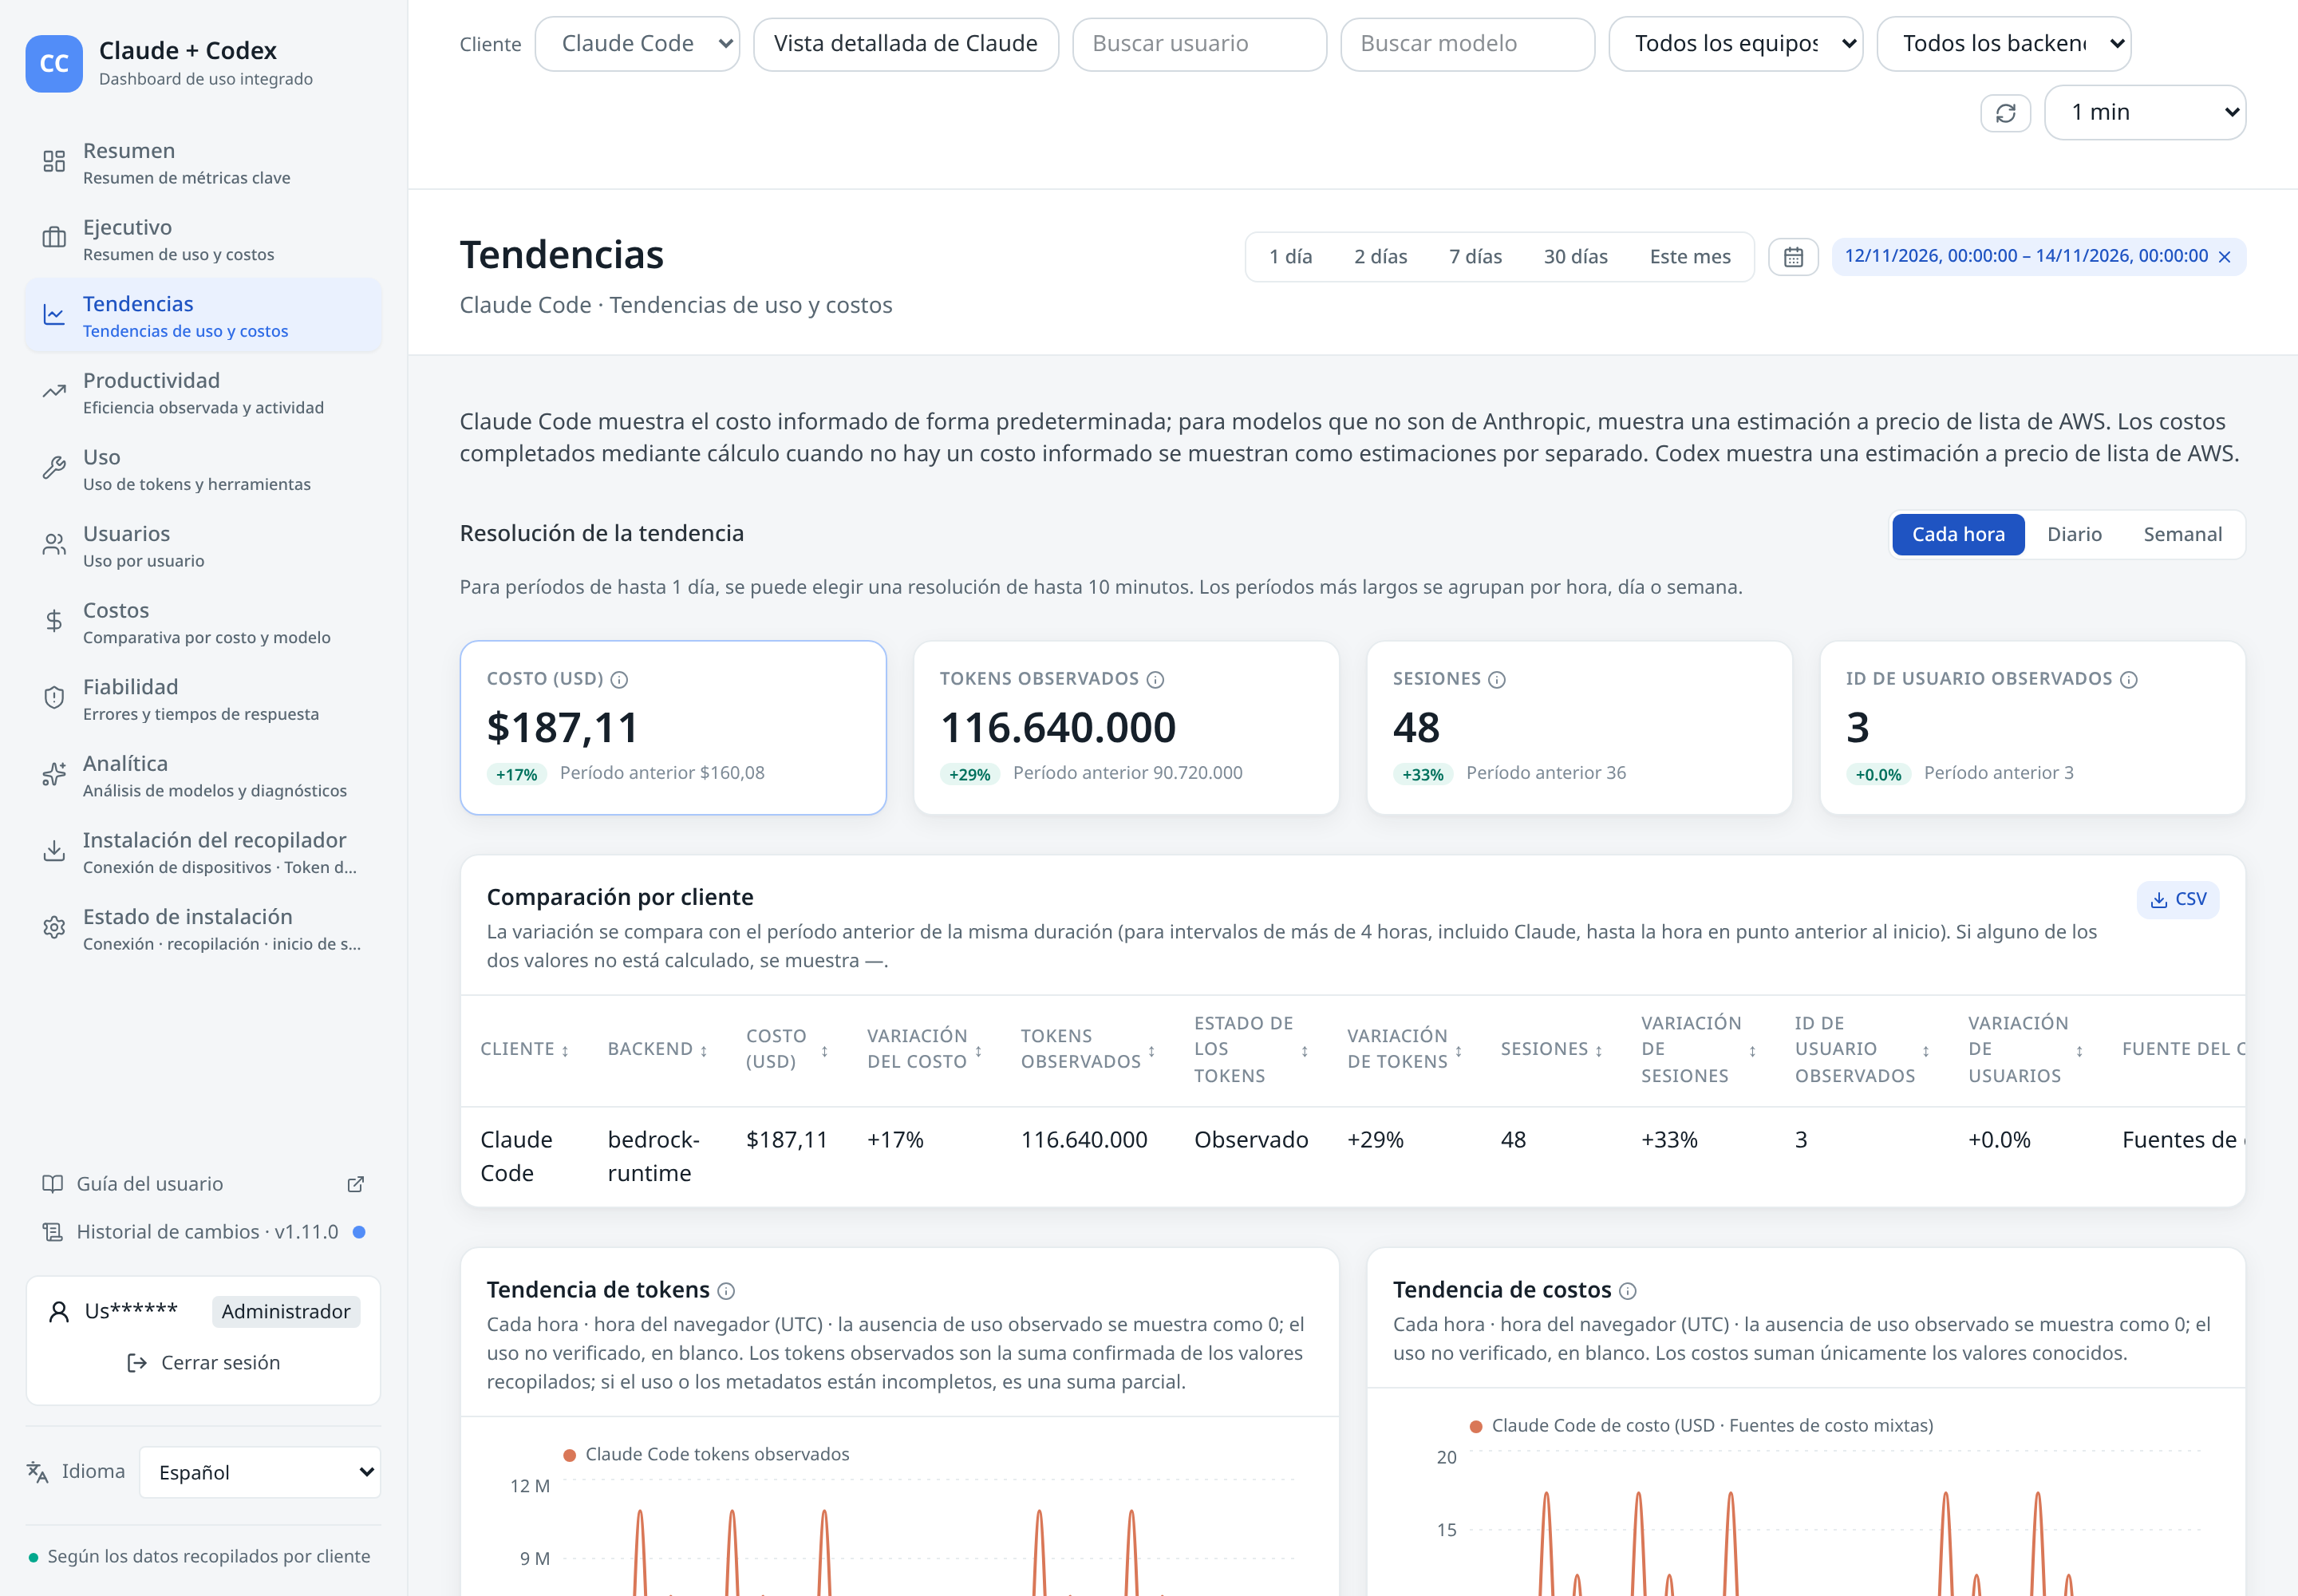 CC
Claude + Codex
Dashboard de uso integrado
Resumen
Resumen de métricas clave
Ejecutivo
Resumen de uso y costos
Tendencias
Tendencias de uso y costos
Productividad
Eficiencia observada y actividad
Uso
Uso de tokens y herramientas
Usuarios
Uso por usuario
Costos
Comparativa por costo y modelo
Fiabilidad
Errores y tiempos de respuesta
Analítica
Análisis de modelos y diagnósticos
Instalación del recopilador
Conexión de dispositivos · Token d...
Estado de instalación
Conexión · recopilación · inicio de s...
Guía del usuario
Historial de cambios · v1.11.0
Us******
Administrador
Cerrar sesión
Idioma
Español
Según los datos recopilados por cliente
Cliente
Claude Code
Vista detallada de Claude
Buscar usuario
Buscar modelo
Todos los equipos
Todos los backen
1 min
Tendencias
Claude Code · Tendencias de uso y costos
1 día
2 días
7 días
30 días
Este mes
12/11/2026, 00:00:00 – 14/11/2026, 00:00:00
Claude Code muestra el costo informado de forma predeterminada; para modelos que no son de Anthropic, muestra una estimación a precio de lista de AWS. Los costos
completados mediante cálculo cuando no hay un costo informado se muestran como estimaciones por separado. Codex muestra una estimación a precio de lista de AWS.
Resolución de la tendencia
Cada hora
Diario
Semanal
Para períodos de hasta 1 día, se puede elegir una resolución de hasta 10 minutos. Los períodos más largos se agrupan por hora, día o semana.
COSTO (USD)
$187,11
+17%
Período anterior $160,08
TOKENS OBSERVADOS
116.640.000
+29%
Período anterior 90.720.000
SESIONES
48
+33%
Período anterior 36
ID DE USUARIO OBSERVADOS
3
+0.0%
Período anterior 3
Comparación por cliente
La variación se compara con el período anterior de la misma duración (para intervalos de más de 4 horas, incluido Claude, hasta la hora en punto anterior al inicio). Si alguno de los
dos valores no está calculado, se muestra —.
CSV
CLIENTE ↕
BACKEND ↕
COSTO
(USD) ↕
VARIACIÓN
DEL COSTO ↕
TOKENS
OBSERVADOS ↕
ESTADO DE
LOS
TOKENS ↕
VARIACIÓN
DE TOKENS ↕
SESIONES ↕
VARIACIÓN
DE
SESIONES ↕
ID DE
USUARIO
OBSERVADOS ↕
VARIACIÓN
DE
USUARIOS ↕
FUENTE DEL
Claude
Code
bedrock-
runtime
$187,11
+17%
116.640.000
Observado
+29%
48
+33%
3
+0.0%
Fuentes de
Tendencia de tokens
Cada hora · hora del navegador (UTC) · la ausencia de uso observado se muestra como 0; el
uso no verificado, en blanco. Los tokens observados son la suma confirmada de los valores
recopilados; si el uso o los metadatos están incompletos, es una suma parcial.
Claude Code tokens observados
12 M
9 M
Tendencia de costos
Cada hora · hora del navegador (UTC) · la ausencia de uso observado se muestra como 0; el
uso no verificado, en blanco. Los costos suman únicamente los valores conocidos.
Claude Code de costo (USD · Fuentes de costo mixtas)
20
15